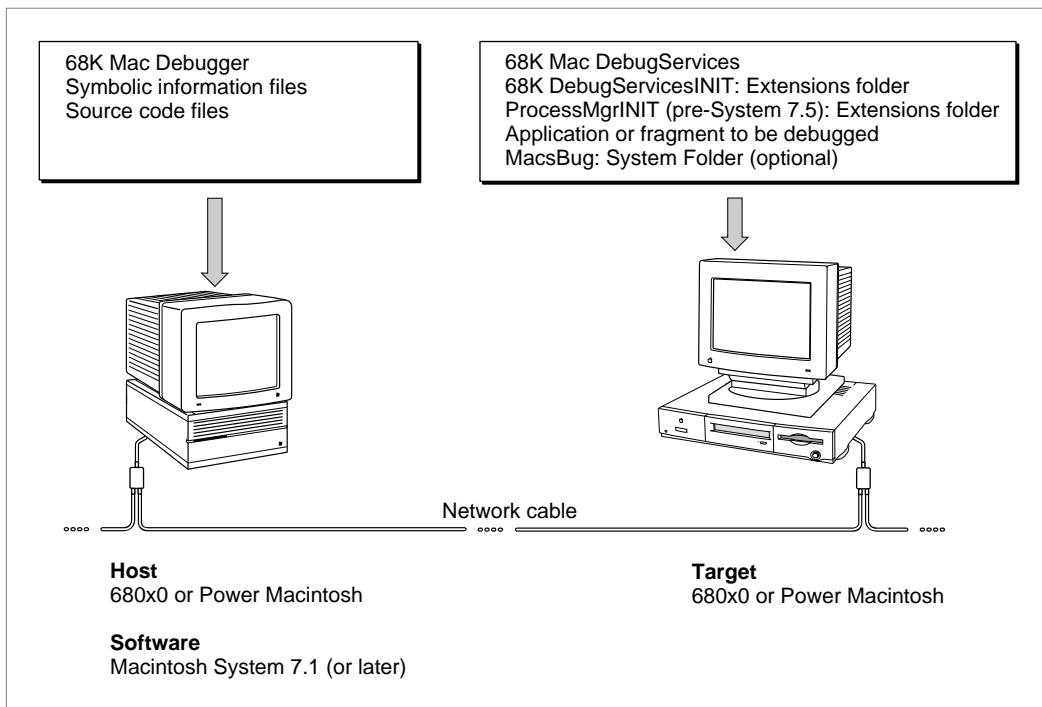 68K Mac Debugger
Symbolic information files
Source code files
68K Mac DebugServices
68K DebugServicesINIT: Extensions folder
ProcessMgrINIT (pre-System 7.5): Extensions folder
Application or fragment to be debugged
MacsBug: System Folder (optional)
Network cable
Host
680x0 or Power Macintosh
Software
Macintosh System 7.1 (or later)
Target
680x0 or Power Macintosh